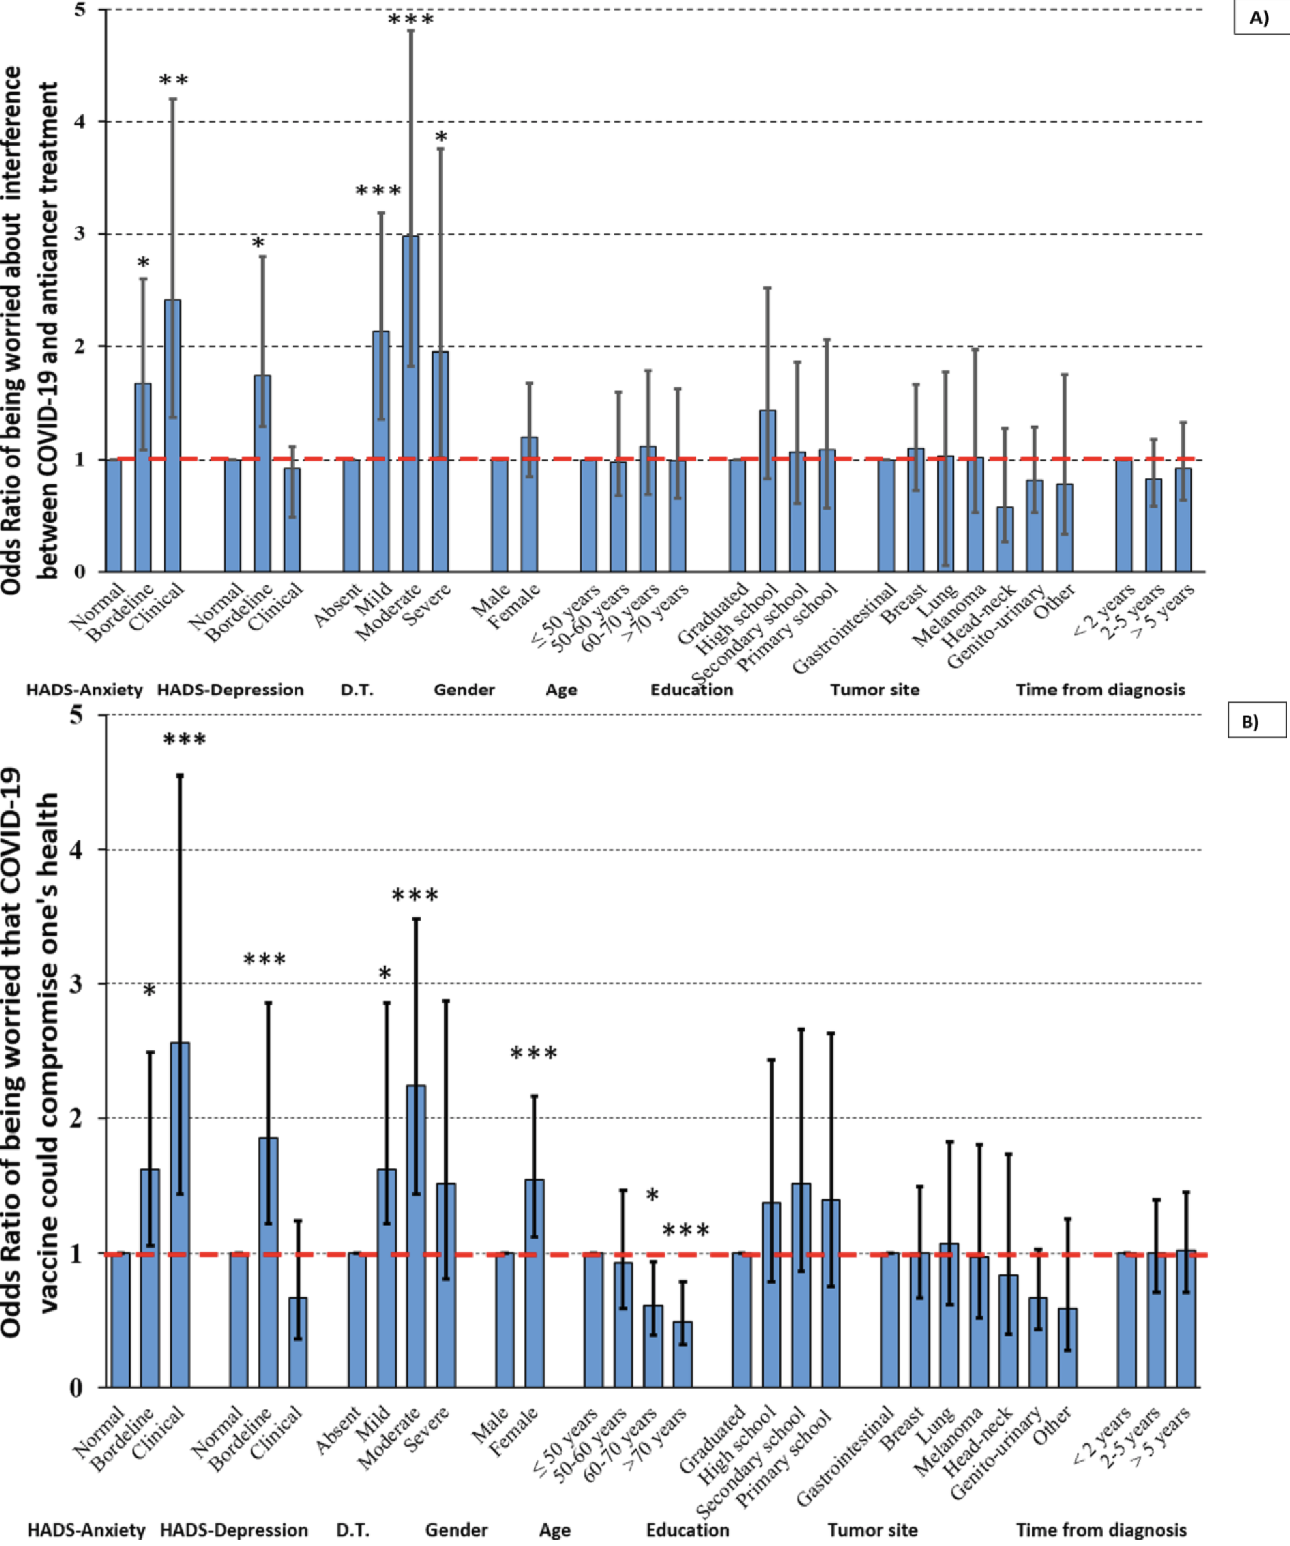 A)
Odds Ratio of being worried about interference
between COVID-19 and anticancer treatment
5
4
3
2
1
0
*
**
*
***
***
*
Normal
Bordeline
Clinical
Normal
Bordeline
Clinical
Absent
Mild
Moderate
Severe
Male
Female
≤ 50 years
50-60 years
60-70 years
>70 years
Graduated
High school
Secondary school
Primary school
Gastrointestinal
Breast
Lung
Melanoma
Head-neck
Genito-urinary
Other
< 2 years
2-5 years
> 5 years
HADS-Anxiety HADS-Depression D.T. Gender Age Education Tumor site Time from diagnosis
B)
Odds Ratio of being worried that COVID-19
vaccine could compromise one's health
5
4
3
2
1
0
*
***
***
*
***
***
*
***
Normal
Bordeline
Clinical
Normal
Bordeline
Clinical
Absent
Mild
Moderate
Severe
Male
Female
≤ 50 years
50-60 years
60-70 years
>70 years
Graduated
High school
Secondary school
Primary school
Gastrointestinal
Breast
Lung
Melanoma
Head-neck
Genito-urinary
Other
< 2 years
2-5 years
> 5 years
HADS-Anxiety HADS-Depression D.T. Gender Age Education Tumor site Time from diagnosis